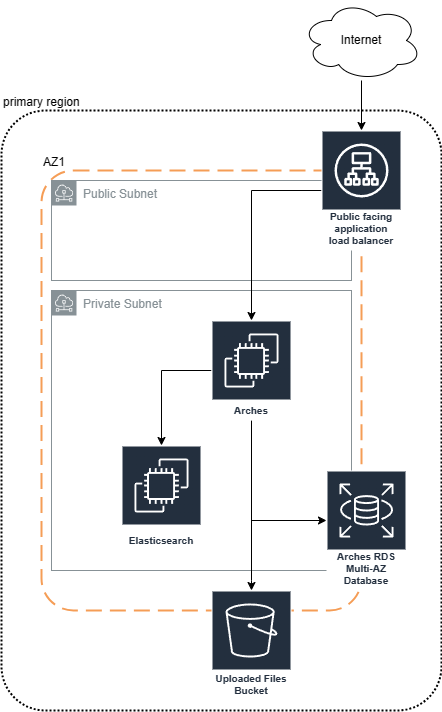 Internet
primary region
AZ1
Public Subnet
Public facing
application
load balancer
Private Subnet
Arches
Elasticsearch
Arches RDS
Multi-AZ
Database
Uploaded Files
Bucket